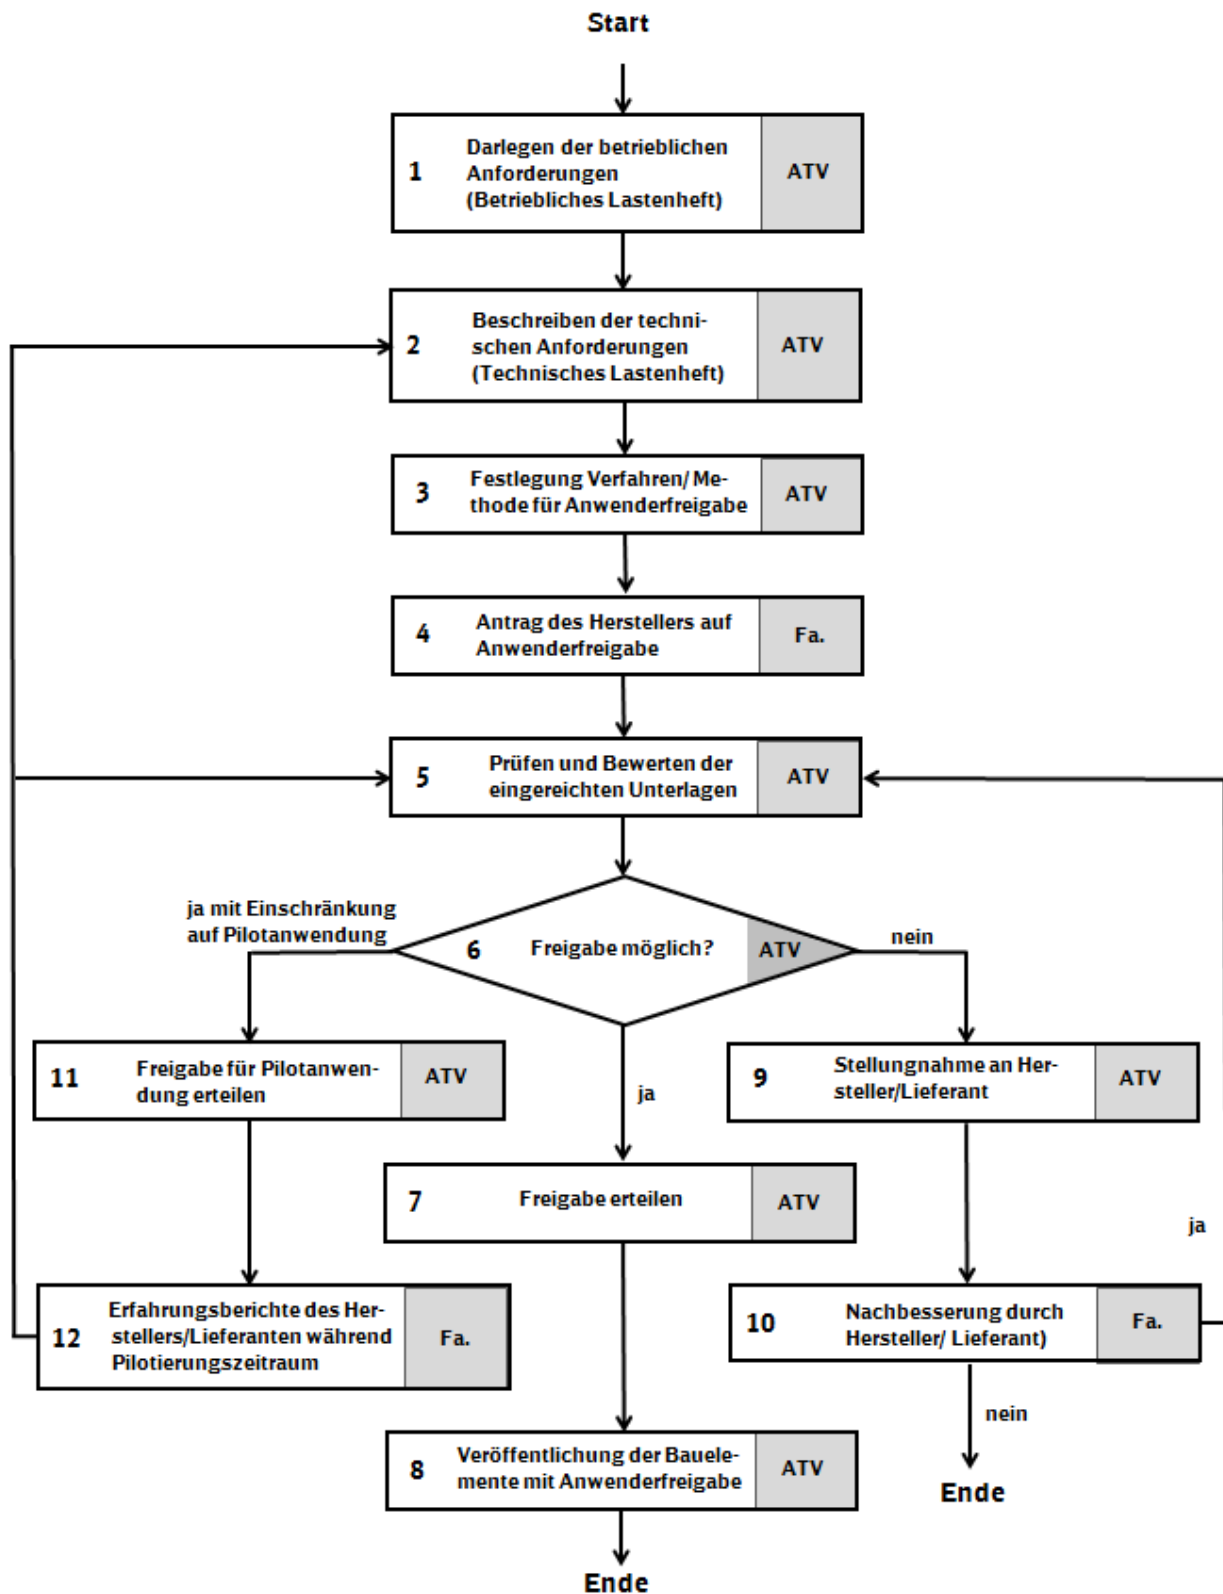 Start
1
Darlegen der betrieblichen
Anforderungen
(Betriebliches Lastenheft)
ATV
2
Beschreiben der techni-
schen Anforderungen
(Technisches Lastenheft)
ATV
3
Festlegung Verfahren/ Me-
thode für Anwenderfreigabe
ATV
4
Antrag des Herstellers auf
Anwenderfreigabe
Fa.
5
Prüfen und Bewerten der
eingereichten Unterlagen
ATV
ja mit Einschränkung
auf Pilotanwendung
6
Freigabe möglich?
ATV
nein
11
Freigabe für Pilotanwen-
dung erteilen
ATV
ja
9
Stellungnahme an Her-
steller/Lieferant
ATV
7
Freigabe erteilen
ATV
ja
12
Erfahrungsberichte des Her-
stellers/Lieferanten während
Pilotierungszeitraum
Fa.
10
Nachbesserung durch
Hersteller/ Lieferant)
Fa.
nein
8
Veröffentlichung der Bauele-
mente mit Anwenderfreigabe
ATV
Ende
Ende